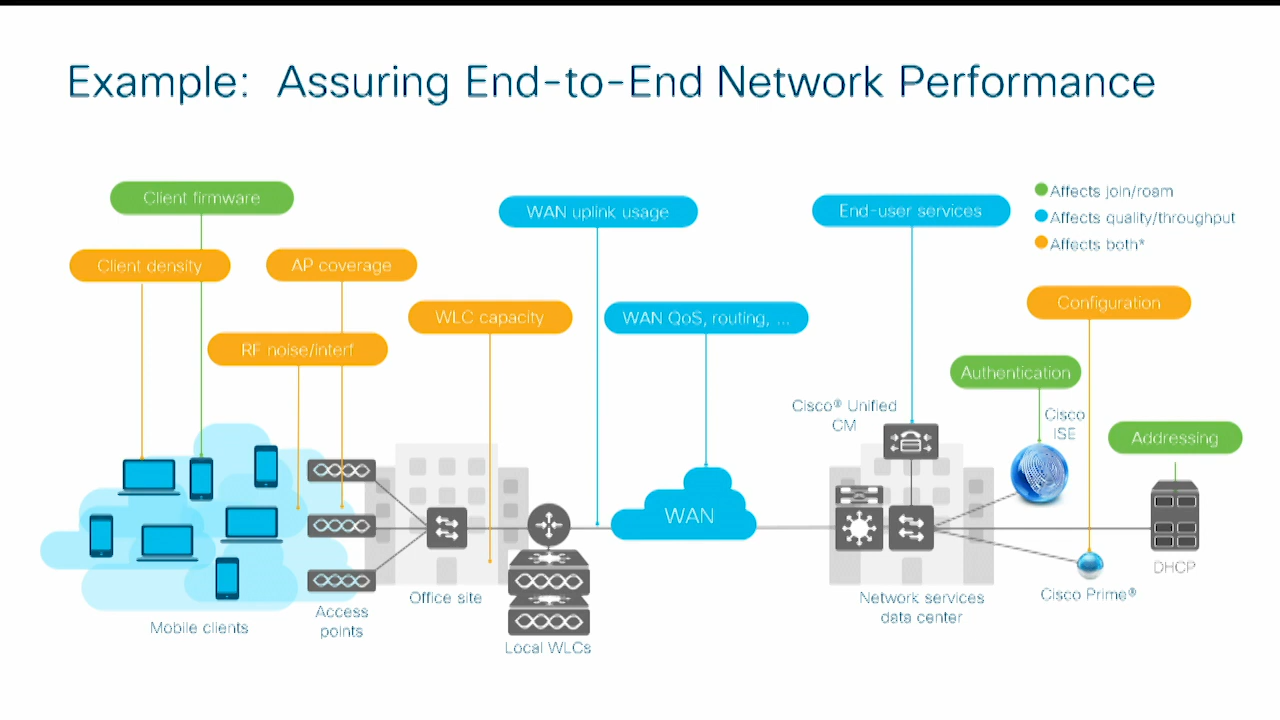 Example: Assuring End-to-End Network Performance
Client firmware
WAN uplink usage
End-user services
Affects join/roam
Affects quality/throughput
Affects both*
Client density
AP coverage
WLC capacity
WAN QoS, routing, ...
Configuration
RF noise/interf
Authentication
Cisco® Unified
CM
Cisco
ISE
Addressing
WAN
Mobile clients
Access
points
Office site
Local WLCs
Network services
data center
Cisco Prime®
DHCP